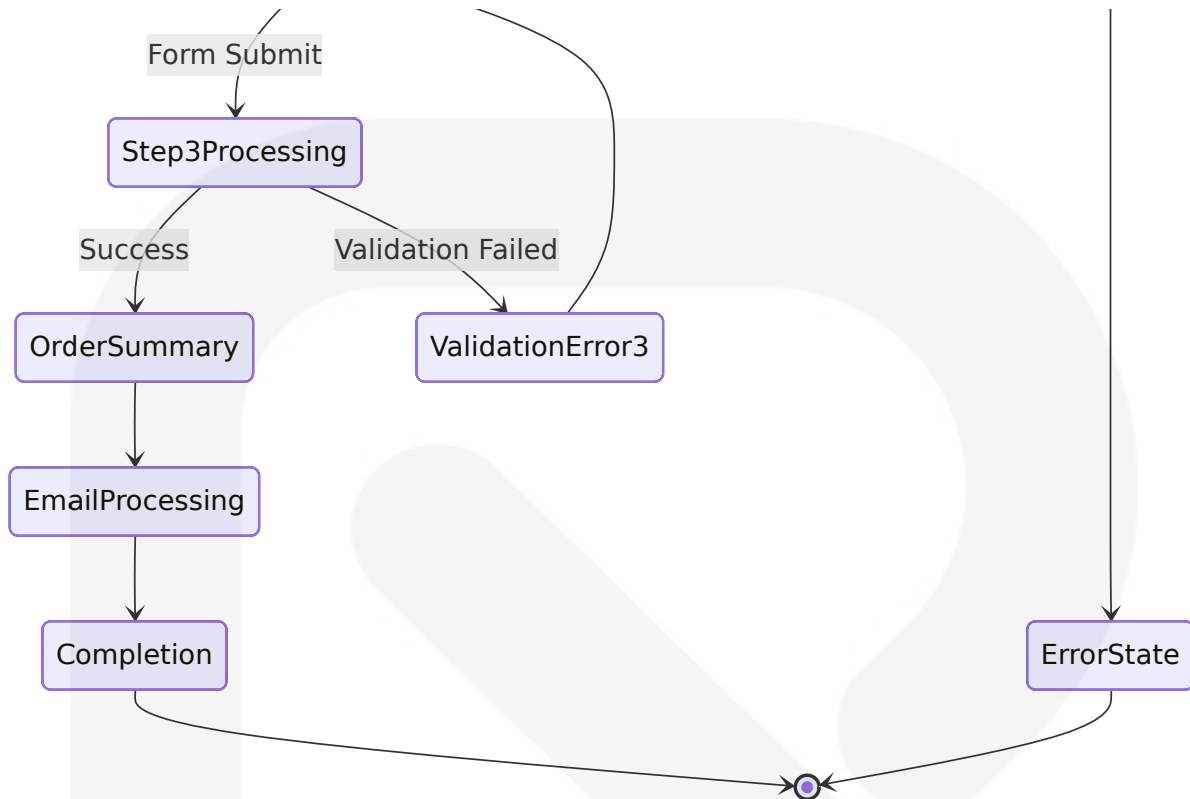 Form Submit
Step3Processing
Success
Validation Failed
OrderSummary
ValidationError3
EmailProcessing
Completion
ErrorState